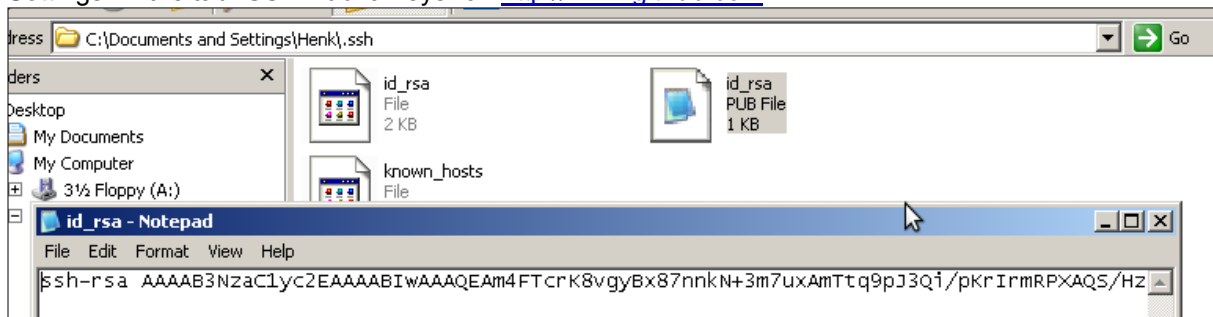 dress C:\Documents and Settings\Henk\.ssh Go
ders x
Desktop
My Documents
My Computer
3½ Floppy (A:)
id_rsa
File
2 KB
id_rsa
PUB File
1 KB
known_hosts
File
id_rsa - Notepad
File Edit Format View Help
ssh-rsa AAAAB3NzaC1yc2EAAAABIwAAAQEAm4FTcrK8vgyBx87nnkN+3m7uxAmTtq9pJ3Qi/pKrIrmRPXAQS/Hz